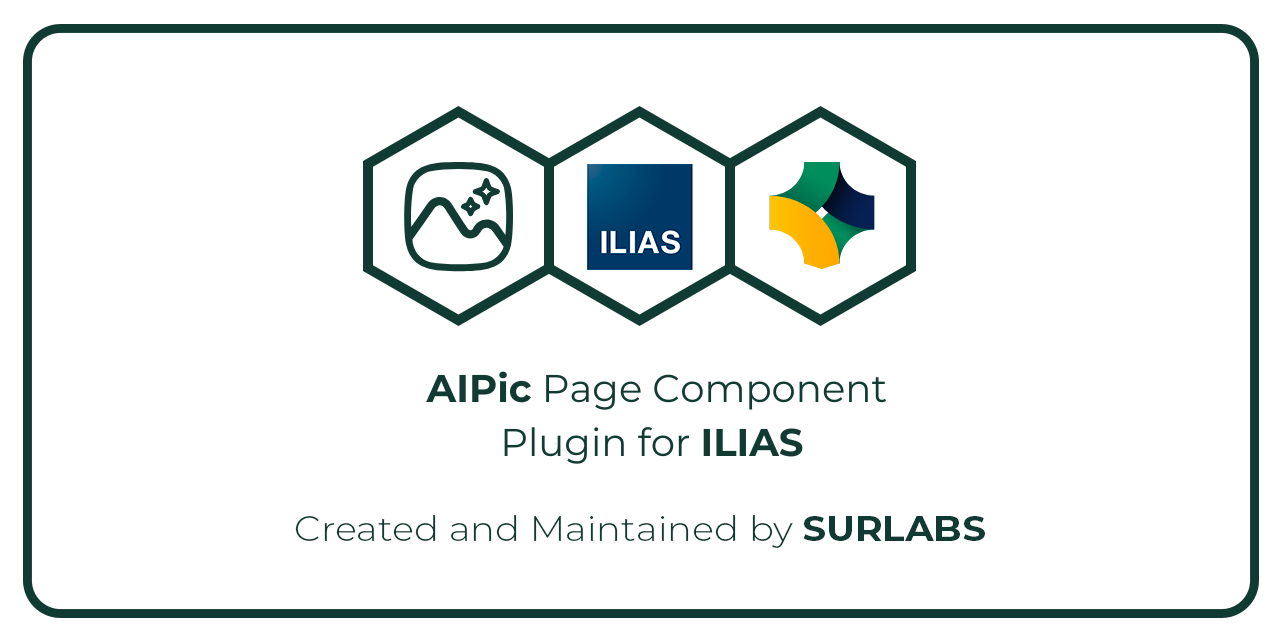 ILIAS
AIPic Page Component
Plugin for ILIAS
Created and Maintained by SURLABS